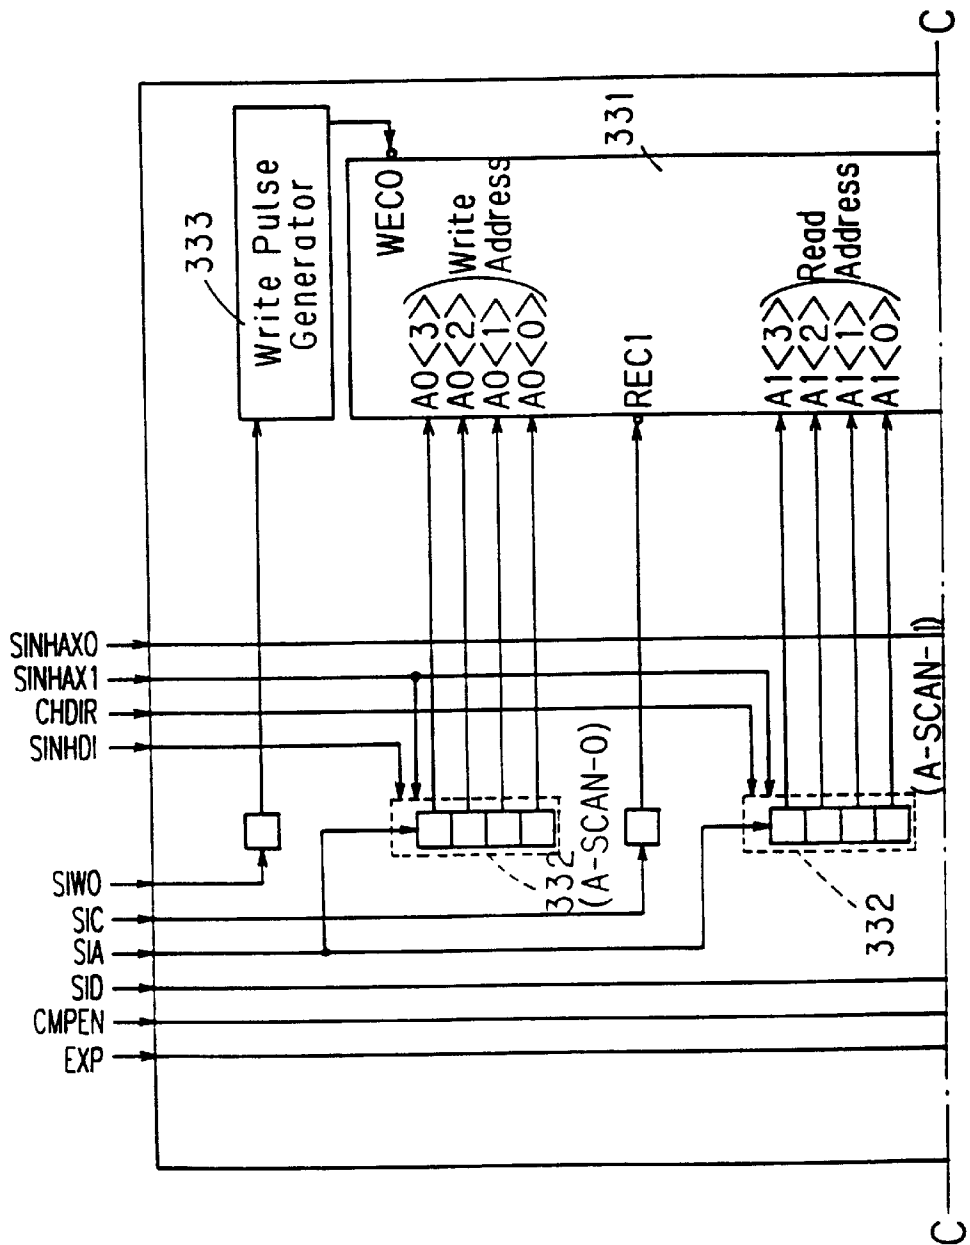 SINHAX0
SINHAX1
CHDIR
SINHDI
SIW0
SIC
SIA
SID
CMPEN
EXP
333
Write Pulse
Generator
WEC0
A0<3>
A0<2>
A0<1>
A0<0>
Write
Address
331
REC1
A1<3>
A1<2>
A1<1>
A1<0>
Read
Address
332
(A-SCAN-0)
332
(A-SCAN-1)
C
C